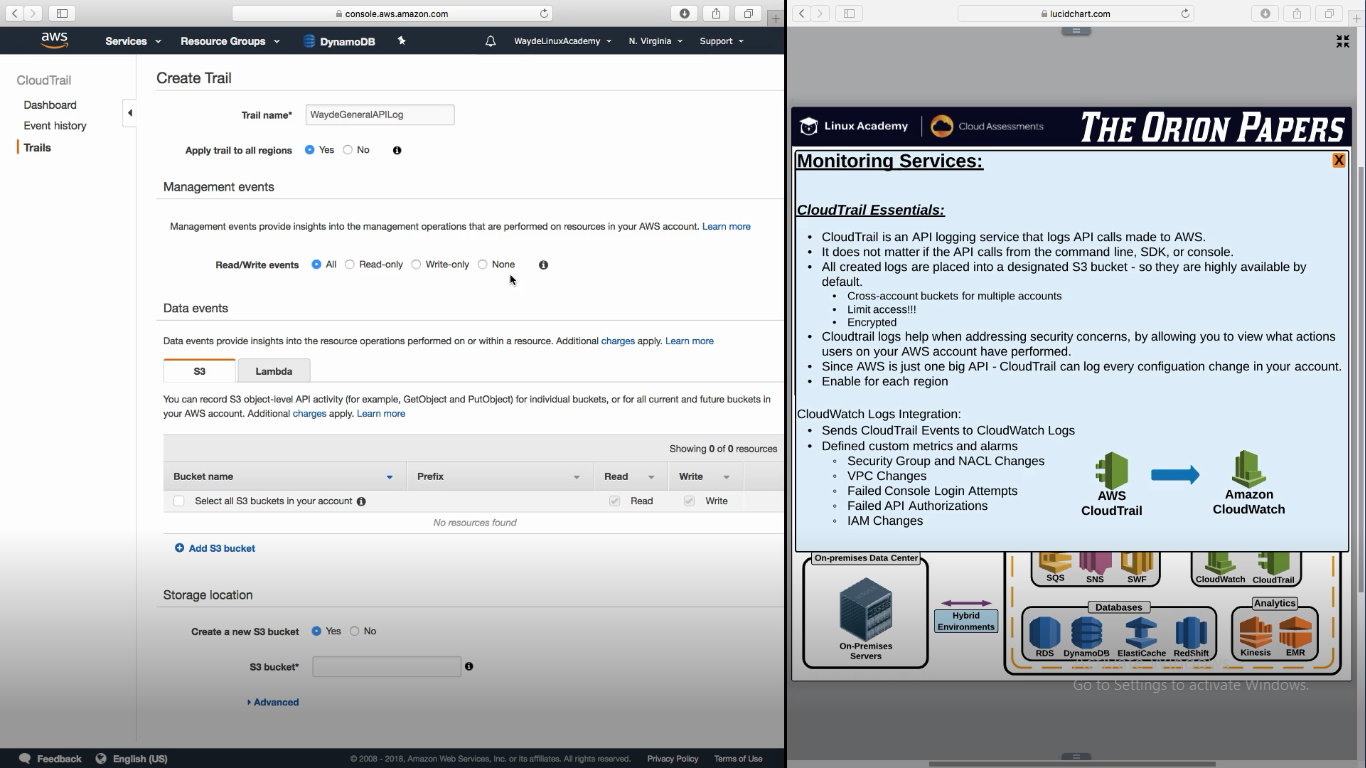 console.aws.amazon.com
aws
Services
Resource Groups
DynamoDB
WaydeLinuxAcademy
N. Virginia
Support
CloudTrail
Dashboard
Event history
Trails
Create Trail
Trail name*
WaydeGeneralAPILog
Apply trail to all regions
Yes
No
Management events
Management events provide insights into the management operations that are performed on resources in your AWS account. Learn more
Read/Write events
All
Read-only
Write-only
None
Data events
Data events provide insights into the resource operations performed on or within a resource. Additional charges apply. Learn more
S3
Lambda
You can record S3 object-level API activity (for example, GetObject and PutObject) for individual buckets, or for all current and future buckets in
your AWS account. Additional charges apply. Learn more
Showing 0 of 0 resources
Bucket name
Prefix
Read
Write
Select all S3 buckets in your account
Read
Write
No resources found
Add S3 bucket
Storage location
Create a new S3 bucket
Yes
No
S3 bucket*
Advanced
Feedback
English (US)
© 2008 - 2018, Amazon Web Services, Inc. or its affiliates. All rights reserved.
Privacy Policy
Terms of Use
lucidchart.com
Linux Academy
Cloud Assessments
THE ORION PAPERS
Monitoring Services:
X
CloudTrail Essentials:
• CloudTrail is an API logging service that logs API calls made to AWS.
• It does not matter if the API calls from the command line, SDK, or console.
• All created logs are placed into a designated S3 bucket - so they are highly available by
default.
• Cross-account buckets for multiple accounts
• Limit access!!!
• Encrypted
• Cloudtrail logs help when addressing security concerns, by allowing you to view what actions
users on your AWS account have performed.
• Since AWS is just one big API - CloudTrail can log every configuation change in your account.
• Enable for each region
CloudWatch Logs Integration:
• Sends CloudTrail Events to CloudWatch Logs
• Defined custom metrics and alarms
◦ Security Group and NACL Changes
◦ VPC Changes
◦ Failed Console Login Attempts
◦ Failed API Authorizations
◦ IAM Changes
AWS
CloudTrail
Amazon
CloudWatch
On-premises Data Center
SQS
SNS
SWF
CloudWatch
CloudTrail
Databases
Analytics
Hybrid
Environments
On-Premises
Servers
RDS
DynamoDB
ElastiCache
RedShift
Kinesis
EMR
Activate Windows
Go to Settings to activate Windows.